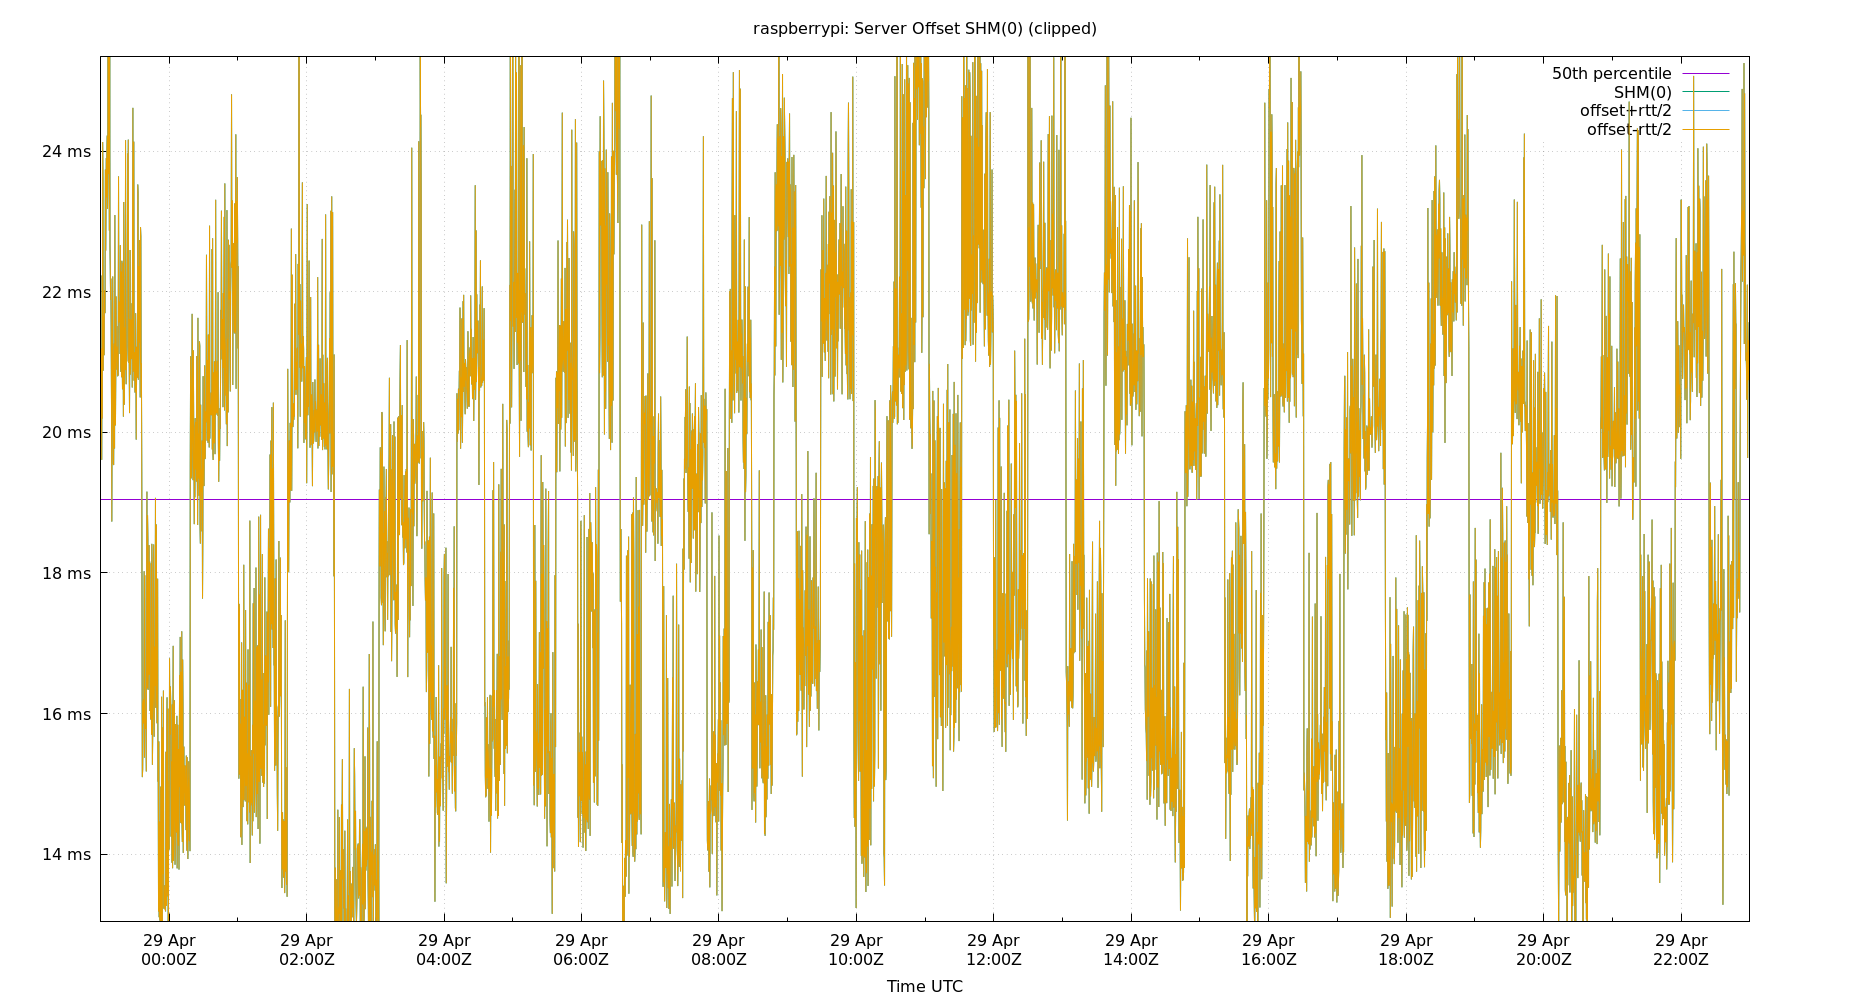 raspberrypi: Server Offset SHM(0) (clipped)
50th percentile
SHM(0)
offset+rtt/2
offset-rtt/2
24 ms
22 ms
20 ms
18 ms
16 ms
14 ms
29 Apr 29 Apr 29 Apr 29 Apr 29 Apr 29 Apr 29 Apr 29 Apr 29 Apr 29 Apr 29 Apr 29 Apr
00:00Z 02:00Z 04:00Z 06:00Z 08:00Z 10:00Z 12:00Z 14:00Z 16:00Z 18:00Z 20:00Z 22:00Z
Time UTC